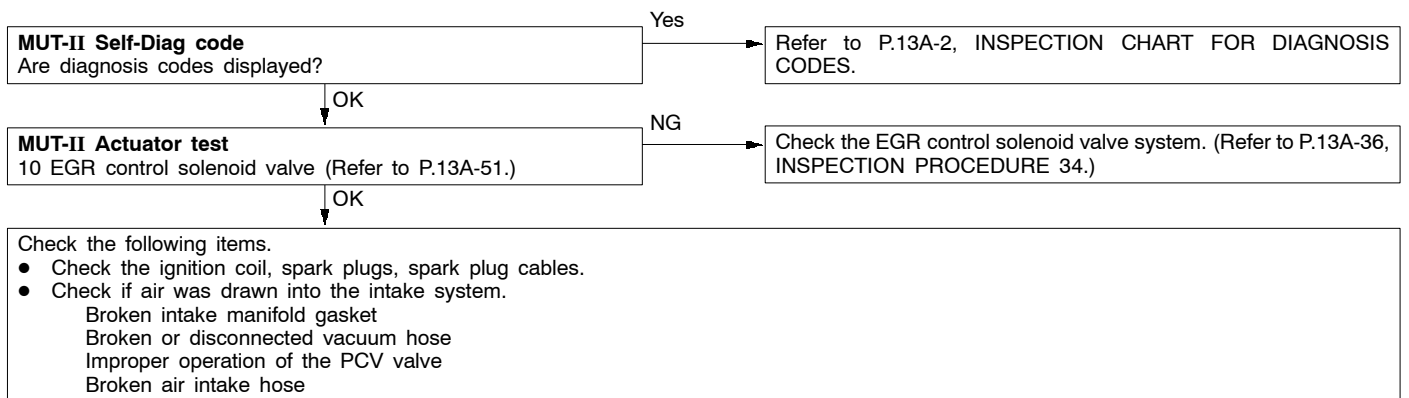 Yes
MUT-II Self-Diag code
Are diagnosis codes displayed?
Refer to P.13A-2, INSPECTION CHART FOR DIAGNOSIS
CODES.
OK
NG
MUT-II Actuator test
10 EGR control solenoid valve (Refer to P.13A-51.)
Check the EGR control solenoid valve system. (Refer to P.13A-36,
INSPECTION PROCEDURE 34.)
OK
Check the following items.
● Check the ignition coil, spark plugs, spark plug cables.
● Check if air was drawn into the intake system.
Broken intake manifold gasket
Broken or disconnected vacuum hose
Improper operation of the PCV valve
Broken air intake hose